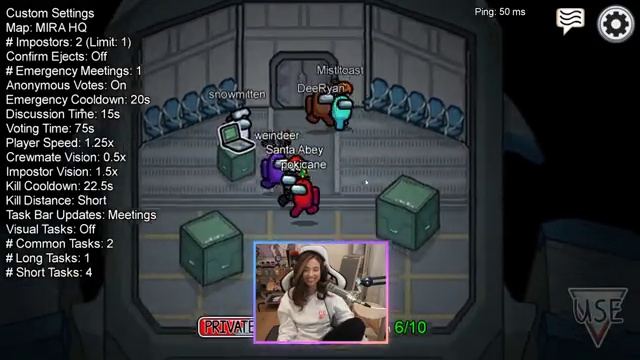 Custom Settings
Map: MIRA HQ
# Impostors: 2 (Limit: 1)
Confirm Ejects: Off
# Emergency Meetings: 1
Anonymous Votes: On
Emergency Cooldown: 20s
Discussion Time: 15s
Voting Time: 75s
Player Speed: 1.25x
Crewmate Vision: 0.5x
Impostor Vision: 1.5x
Kill Cooldown: 22.5s
Kill Distance: Short
Task Bar Updates: Meetings
Visual Tasks: Off
# Common Tasks: 2
# Long Tasks: 1
# Short Tasks: 4
Ping: 50 ms
Mistltoast
DeeRyan
snowmitten
weindeer
Santa Abey
pokicane
PRIVATE
6/10
USE